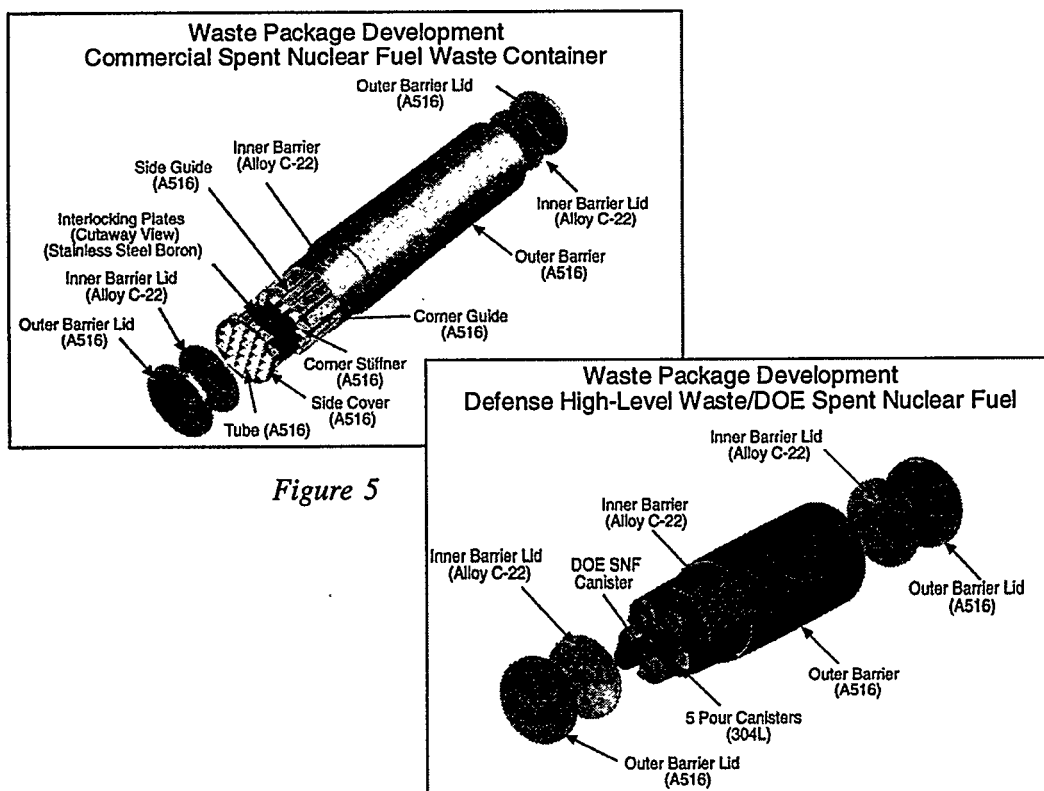 Waste Package Development
Commercial Spent Nuclear Fuel Waste Container
Outer Barrier Lid
(A516)
Inner Barrier
(Alloy C-22)
Side Guide
(A516)
Interlocking Plates
(Cutaway View)
(Stainless Steel Boron)
Inner Barrier Lid
(Alloy C-22)
Outer Barrier Lid
(A516)
Inner Barrier Lid
(Alloy C-22)
Outer Barrier
(A516)
Corner Guide
(A516)
Corner Stiffner
(A516)
Side Cover
(A516)
Tube (A516)
Figure 5
Waste Package Development
Defense High-Level Waste/DOE Spent Nuclear Fuel
Inner Barrier Lid
(Alloy C-22)
Inner Barrier
(Alloy C-22)
Inner Barrier Lid
(Alloy C-22)
DOE SNF
Canister
Outer Barrier Lid
(A516)
Outer Barrier
(A516)
5 Pour Canisters
(304L)
Outer Barrier Lid
(A516)